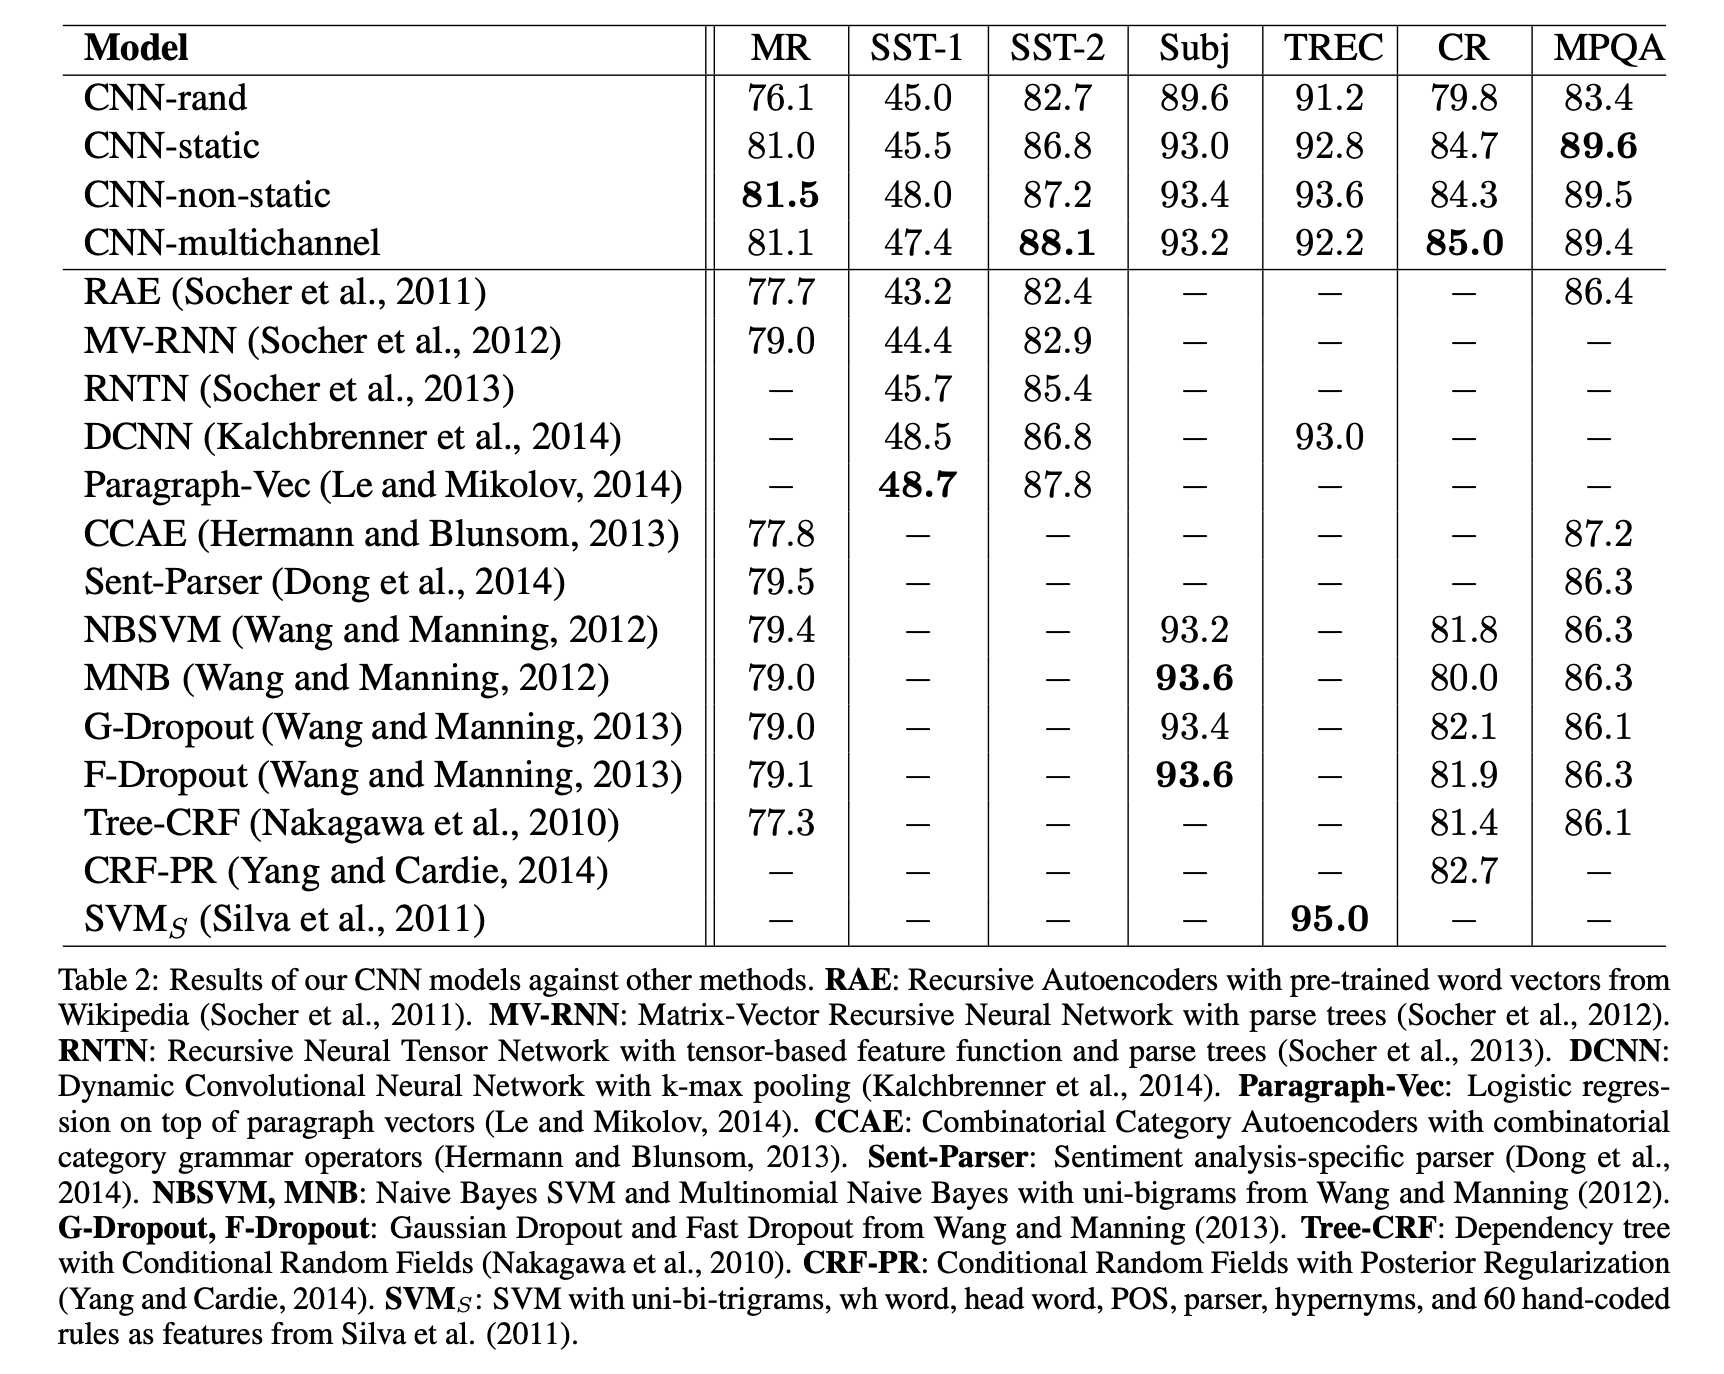 Model MR SST-1 SST-2 Subj TREC CR MPQA
CNN-rand 76.1 45.0 82.7 89.6 91.2 79.8 83.4
CNN-static 81.0 45.5 86.8 93.0 92.8 84.7 89.6
CNN-non-static 81.5 48.0 87.2 93.4 93.6 84.3 89.5
CNN-multichannel 81.1 47.4 88.1 93.2 92.2 85.0 89.4
RAE (Socher et al., 2011) 77.7 43.2 82.4 – – – 86.4
MV-RNN (Socher et al., 2012) 79.0 44.4 82.9 – – – –
RNTN (Socher et al., 2013) – 45.7 85.4 – – – –
DCNN (Kalchbrenner et al., 2014) – 48.5 86.8 – 93.0 – –
Paragraph-Vec (Le and Mikolov, 2014) – 48.7 87.8 – – – –
CCAE (Hermann and Blunsom, 2013) 77.8 – – – – – 87.2
Sent-Parser (Dong et al., 2014) 79.5 – – – – – 86.3
NBSVM (Wang and Manning, 2012) 79.4 – – 93.2 – 81.8 86.3
MNB (Wang and Manning, 2012) 79.0 – – 93.6 – 80.0 86.3
G-Dropout (Wang and Manning, 2013) 79.0 – – 93.4 – 82.1 86.1
F-Dropout (Wang and Manning, 2013) 79.1 – – 93.6 – 81.9 86.3
Tree-CRF (Nakagawa et al., 2010) 77.3 – – – – 81.4 86.1
CRF-PR (Yang and Cardie, 2014) – – – – – 82.7 –
SVMS (Silva et al., 2011) – – – – 95.0 – –
Table 2: Results of our CNN models against other methods. RAE: Recursive Autoencoders with pre-trained word vectors from
Wikipedia (Socher et al., 2011). MV-RNN: Matrix-Vector Recursive Neural Network with parse trees (Socher et al., 2012).
RNTN: Recursive Neural Tensor Network with tensor-based feature function and parse trees (Socher et al., 2013). DCNN:
Dynamic Convolutional Neural Network with k-max pooling (Kalchbrenner et al., 2014). Paragraph-Vec: Logistic regres-
sion on top of paragraph vectors (Le and Mikolov, 2014). CCAE: Combinatorial Category Autoencoders with combinatorial
category grammar operators (Hermann and Blunsom, 2013). Sent-Parser: Sentiment analysis-specific parser (Dong et al.,
2014). NBSVM, MNB: Naive Bayes SVM and Multinomial Naive Bayes with uni-bigrams from Wang and Manning (2012).
G-Dropout, F-Dropout: Gaussian Dropout and Fast Dropout from Wang and Manning (2013). Tree-CRF: Dependency tree
with Conditional Random Fields (Nakagawa et al., 2010). CRF-PR: Conditional Random Fields with Posterior Regularization
(Yang and Cardie, 2014). SVMS: SVM with uni-bi-trigrams, wh word, head word, POS, parser, hypernyms, and 60 hand-coded
rules as features from Silva et al. (2011).